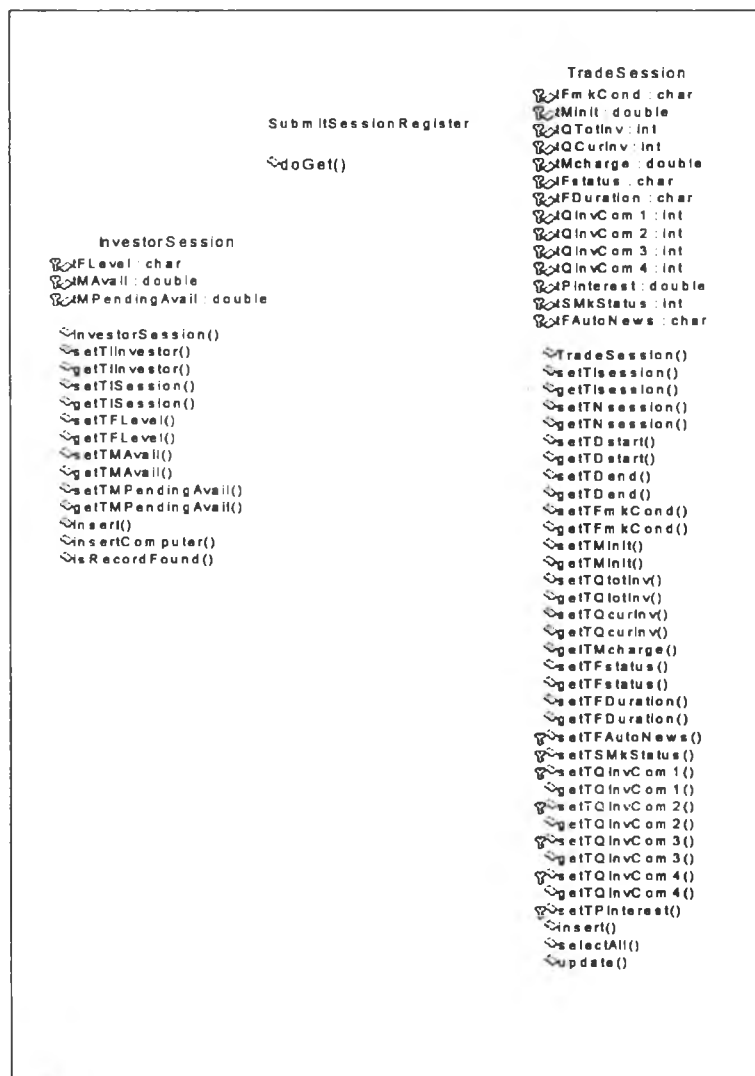 SubmitSessionRegister
doGet()
InvestorSession
tFLevel : char
tMAvail : double
tMPendingAvail : double
InvestorSession()
setTIInvestor()
getTIInvestor()
setTISession()
getTISession()
setTFLevel()
getTFLevel()
setTMAvail()
getTMAvail()
setTMPendingAvail()
getTMPendingAvail()
insert()
insertComputer()
isRecordFound()
TradeSession
tFmkCond : char
tMinit : double
tQTotInv : int
tQCurInv : int
tMcharge : double
tFstatus : char
tFDuration : char
tQInvCom1 : int
tQInvCom2 : int
tQInvCom3 : int
tQInvCom4 : int
tPInterest : double
tSMkStatus : int
tFAutoNews : char
TradeSession()
setTIsession()
getTIsession()
setTNsession()
getTNsession()
setTDstart()
getTDstart()
setTDend()
getTDend()
setTFmkCond()
getTFmkCond()
setTMinit()
getTMinit()
setTQtotInv()
getTQtotInv()
setTQcurInv()
getTQcurInv()
getTMcharge()
setTFstatus()
getTFstatus()
setTFDuration()
getTFDuration()
setTFAutoNews()
setTSMkStatus()
setTQInvCom1()
getTQInvCom1()
setTQInvCom2()
getTQInvCom2()
setTQInvCom3()
getTQInvCom3()
setTQInvCom4()
getTQInvCom4()
setTPInterest()
insert()
selectAll()
update()